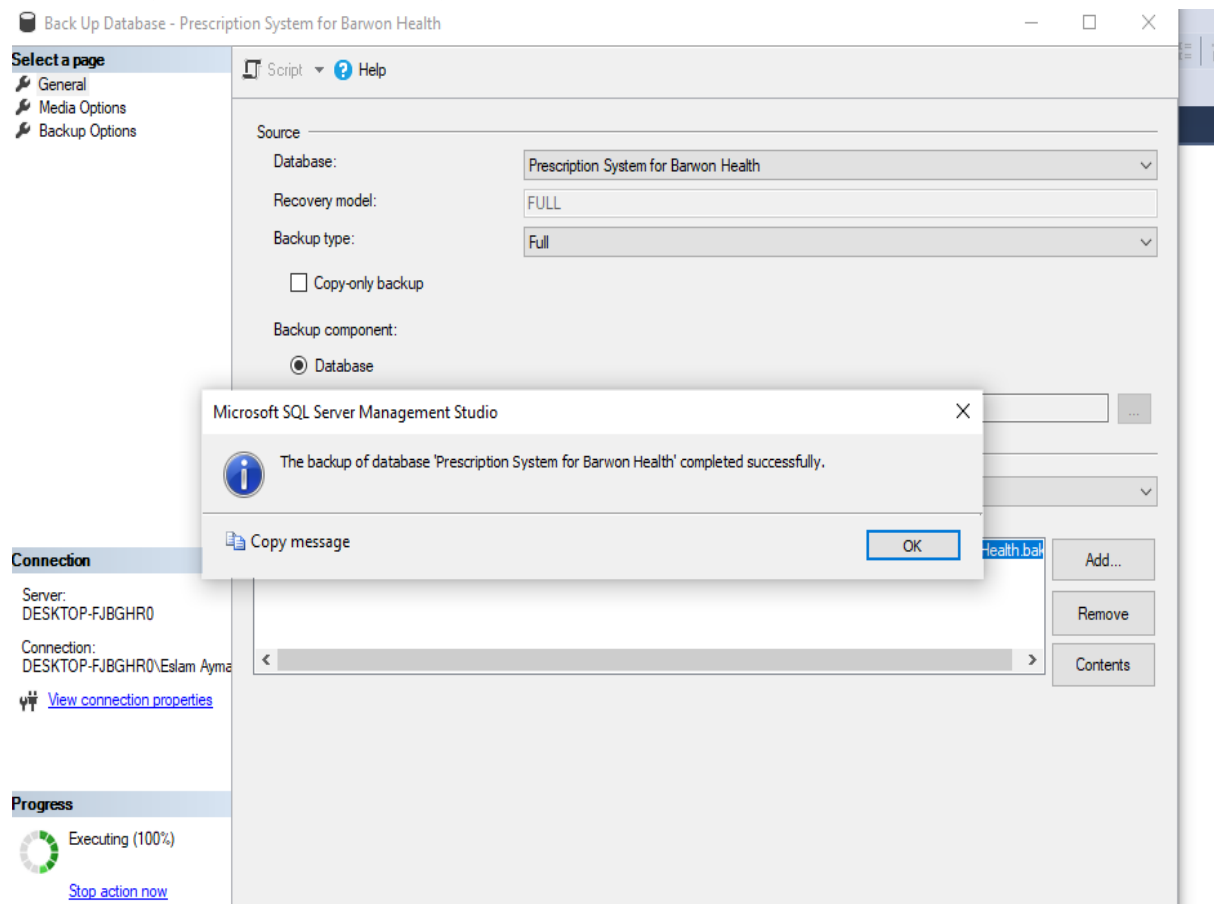 Back Up Database - Prescription System for Barwon Health
Select a page
General
Media Options
Backup Options
Script
Help
Source
Database:
Prescription System for Barwon Health
Recovery model:
FULL
Backup type:
Full
Copy-only backup
Backup component:
Database
...
Microsoft SQL Server Management Studio
The backup of database 'Prescription System for Barwon Health' completed successfully.
Copy message
OK
Health.bak
Add...
Remove
Contents
Connection
Server:
DESKTOP-FJBGHR0
Connection:
DESKTOP-FJBGHR0\Eslam Ayma
View connection properties
Progress
Executing (100%)
Stop action now